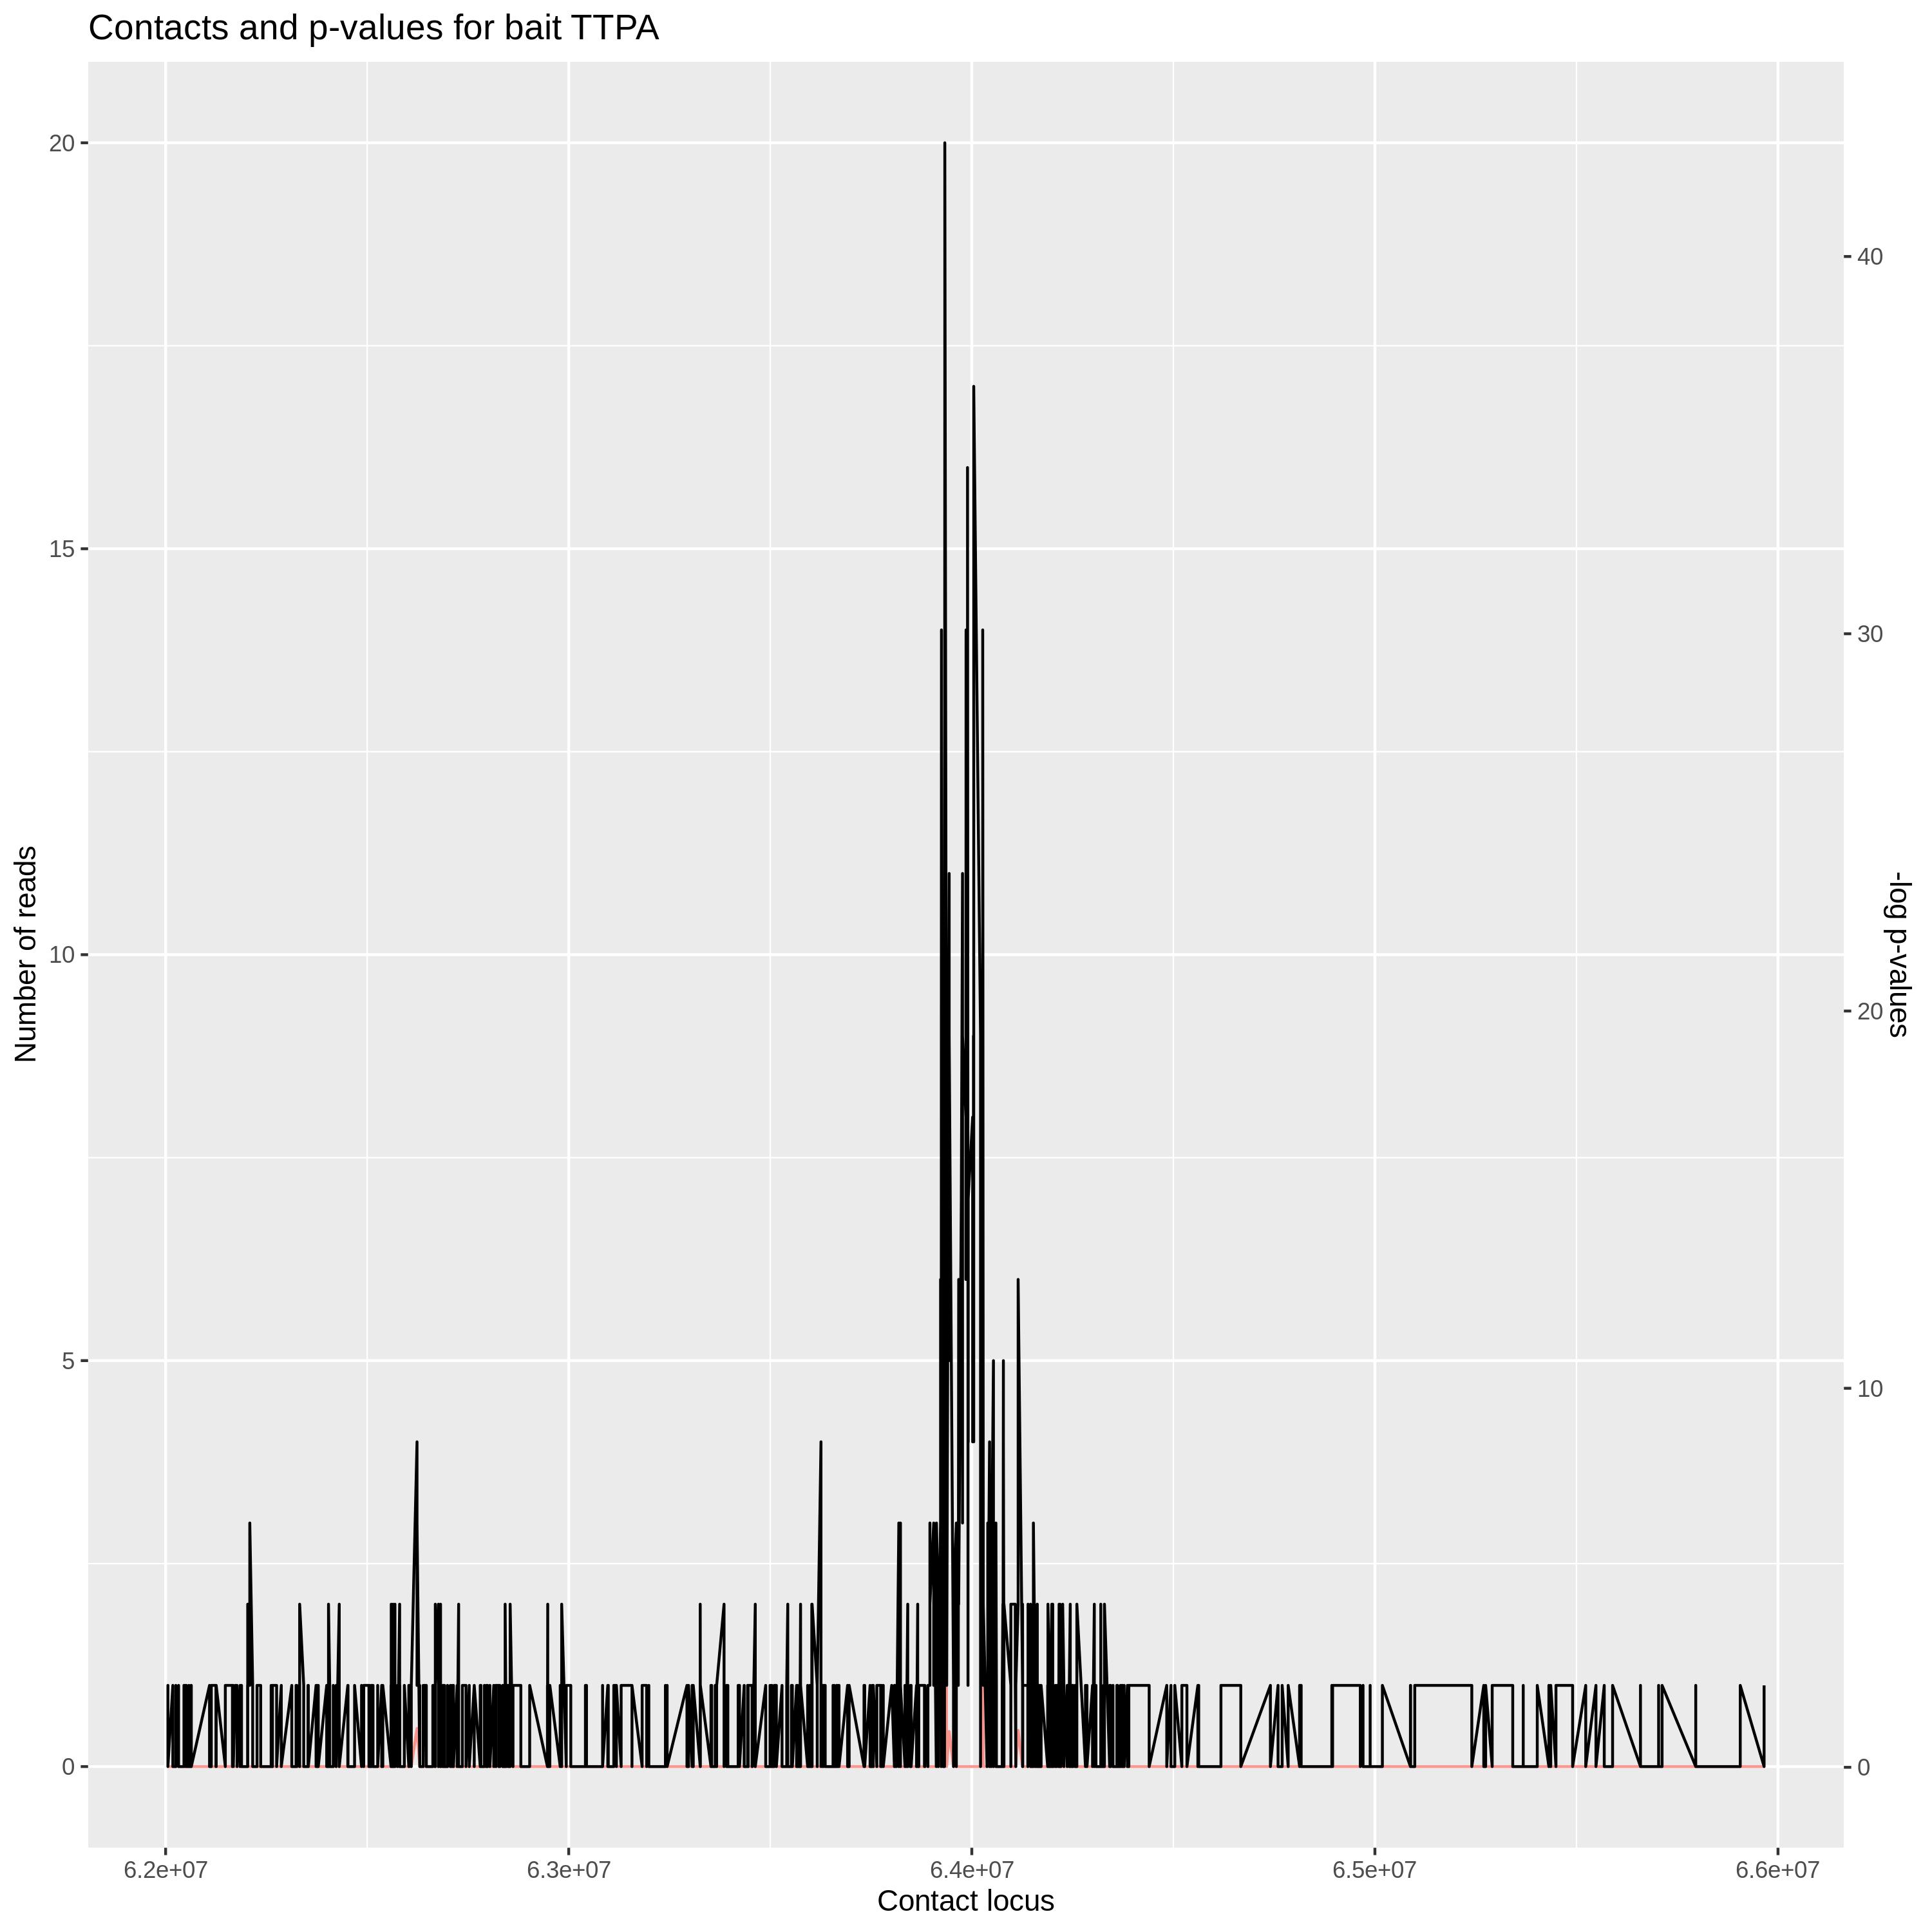 Contacts and p-values for bait TTPA
20
15
10
5
0
Number of reads
40
30
20
10
0
-log p-values
6.2e+07
6.3e+07
6.4e+07
6.5e+07
6.6e+07
Contact locus